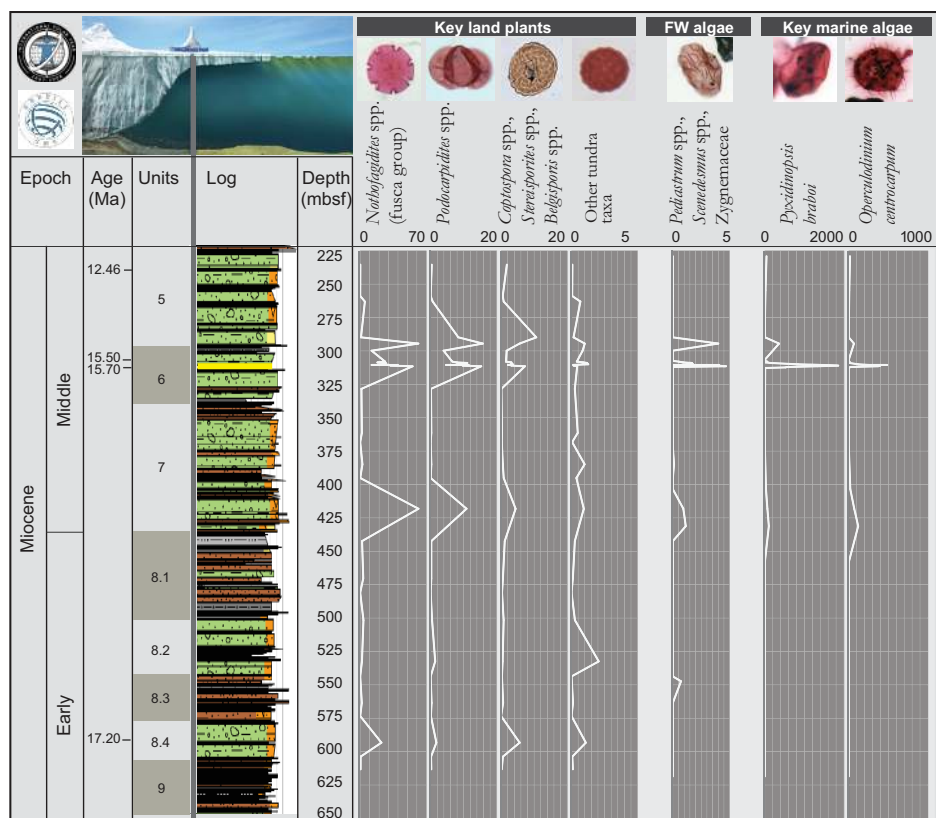 Key land plants
FW algae
Key marine algae
Nothofagidites spp.
(fusca group)
Podocarpidites spp.
Coptospora spp.,
Stereisporites spp.,
Belgisporis spp.
Other tundra
taxa
Pediastrum spp.,
Scenedesmus spp.,
Zygnemaceae
Pyxidinopsis
braboi
Operculodinium
centrocarpum
Epoch
Age
(Ma)
Units
Log
Depth
(mbsf)
0 70 0 20 0 20 0 5 0 5 0 2000 0 1000
Miocene
Middle
Early
12.46
15.50
15.70
17.20
5
6
7
8.1
8.2
8.3
8.4
9
225
250
275
300
325
350
375
400
425
450
475
500
525
550
575
600
625
650